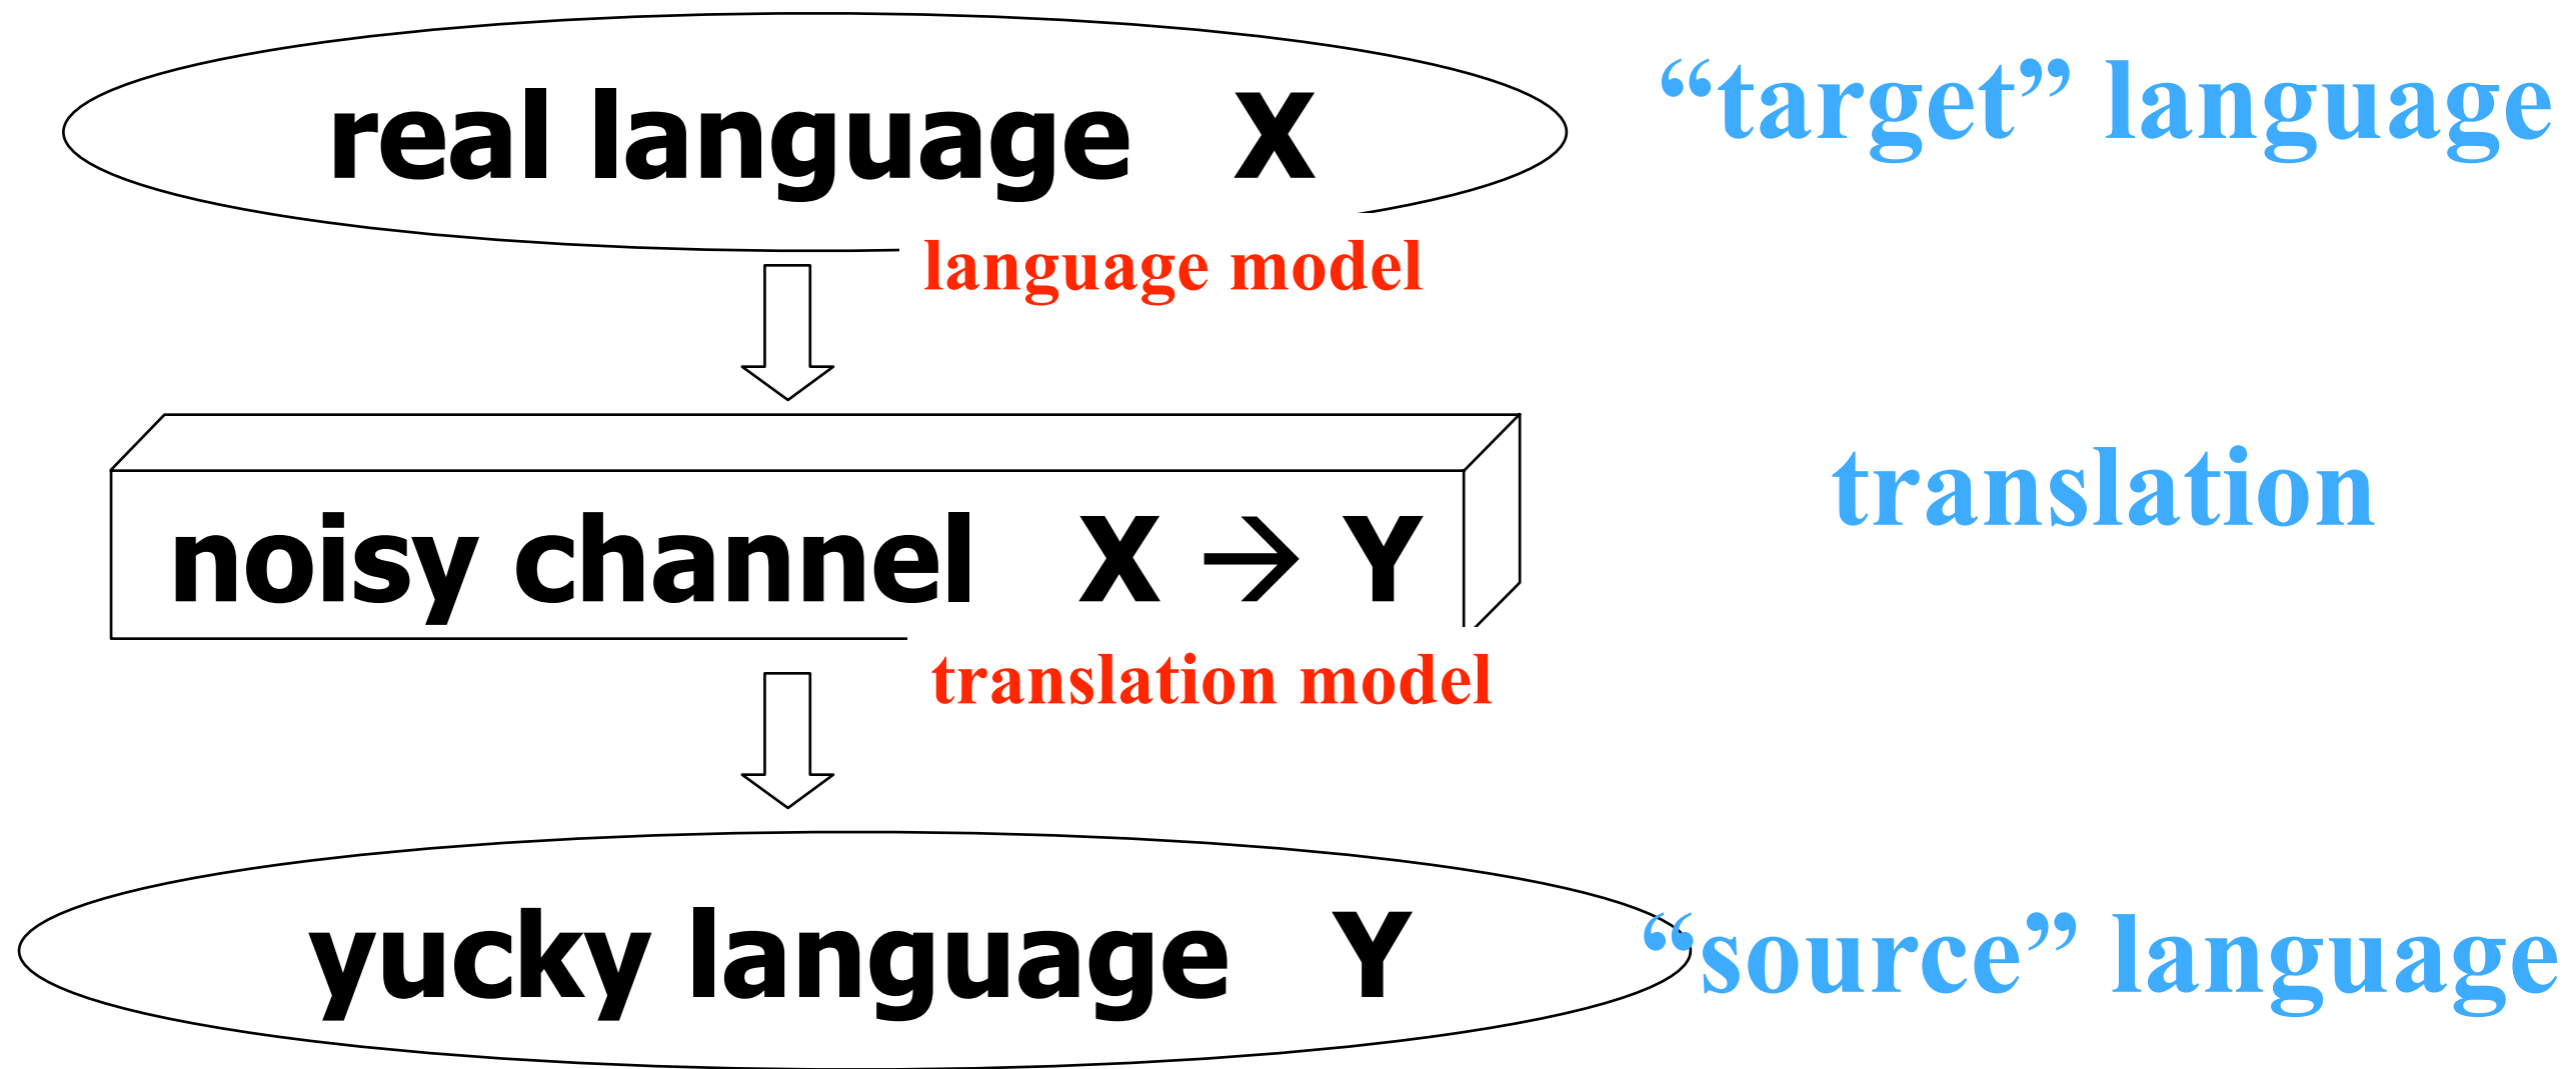 real language X
“target” language
language model
noisy channel X → Y
translation
translation model
yucky language Y
“source” language